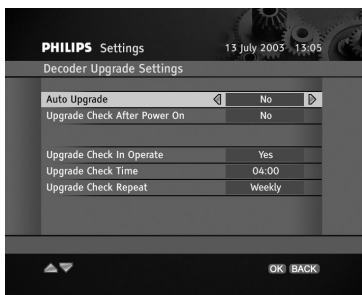 PHILIPS Settings 13 July 2003 13:05
Decoder Upgrade Settings
Auto Upgrade No
Upgrade Check After Power On No
Upgrade Check In Operate Yes
Upgrade Check Time 04:00
Upgrade Check Repeat Weekly
OK BACK